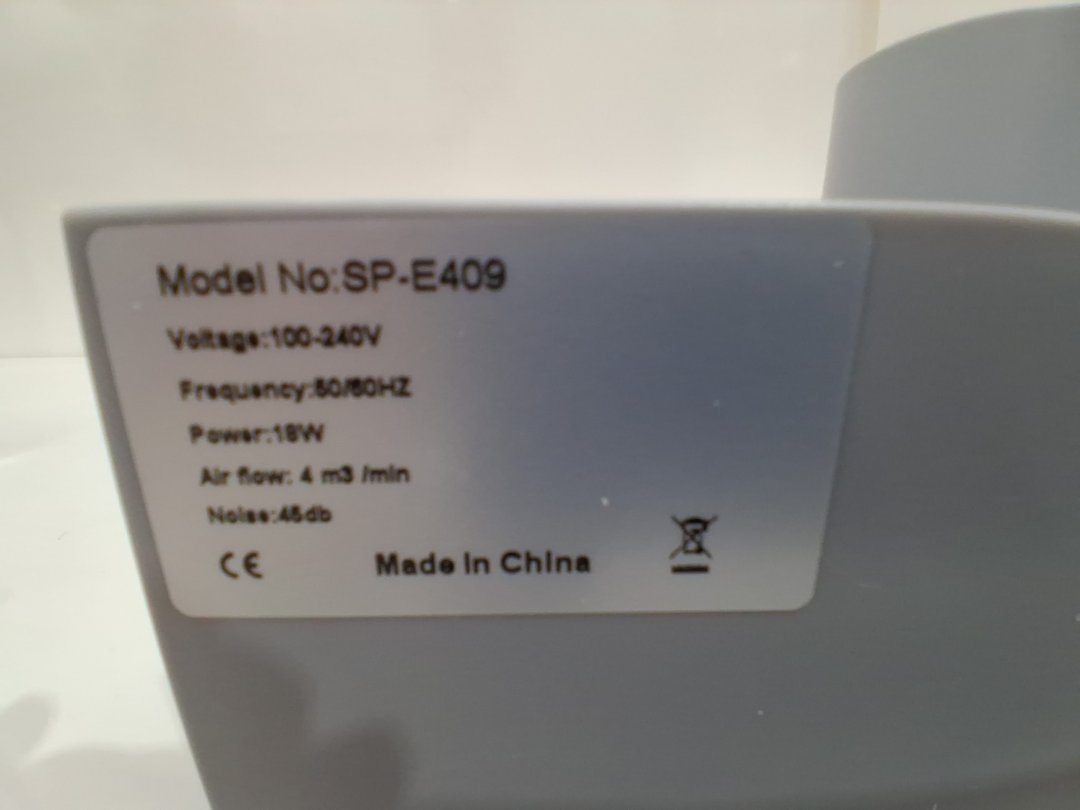 Model No:SP-E409
Voltage:100-240V
Frequency:50/60HZ
Power:18W
Air flow: 4 m3 /min
Noise:45db
CE Made In China